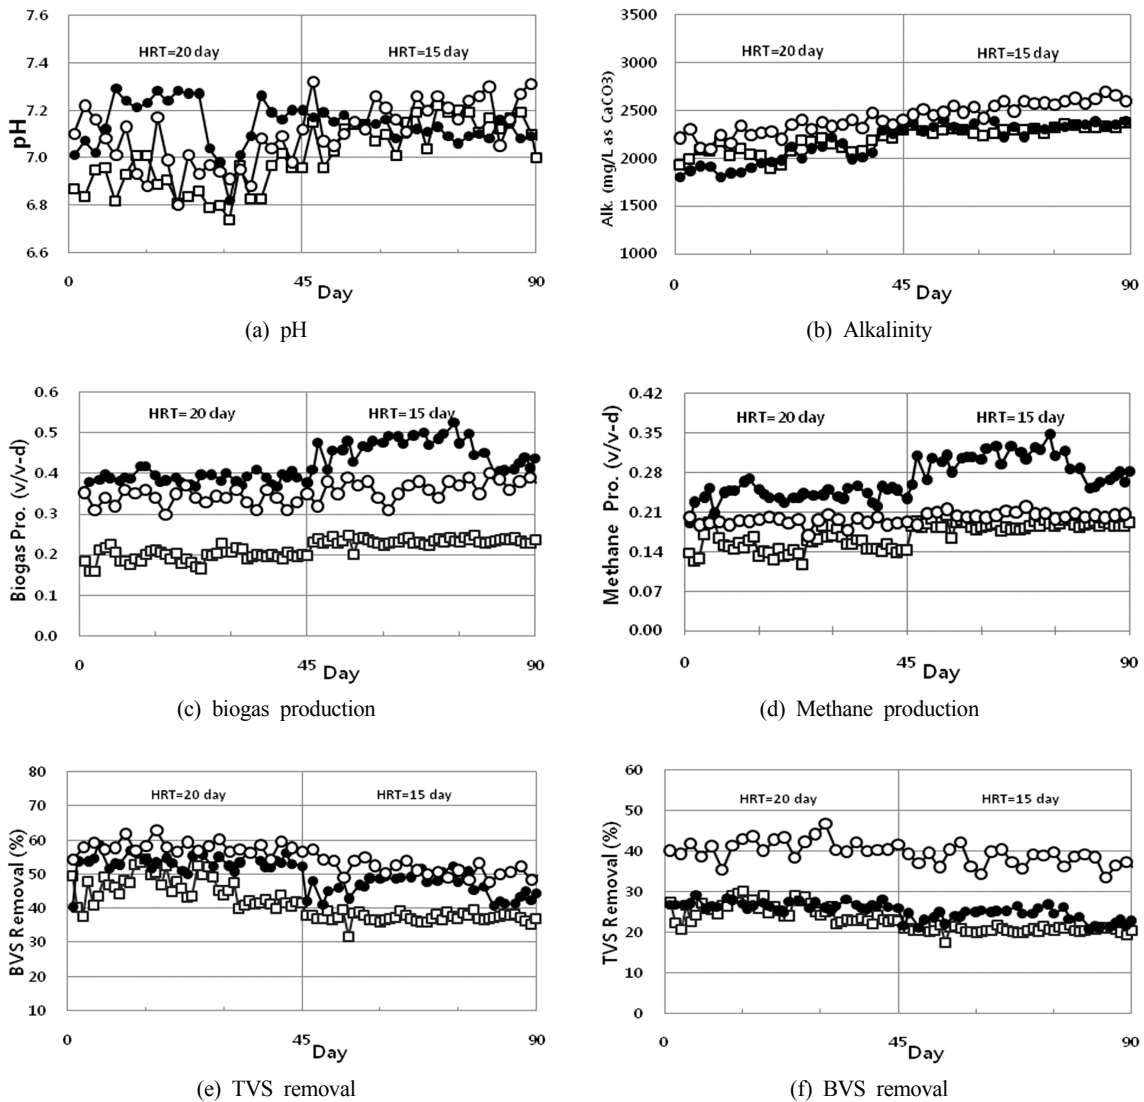 7.6
7.4
7.2
7.0
6.8
6.6
pH
HRT=20 day
HRT=15 day
0
45
90
Day
(a) pH
3500
3000
2500
2000
1500
1000
Alk. (mg/L as CaCO3)
HRT=20 day
HRT=15 day
0
45
90
Day
(b) Alkalinity
0.6
0.5
0.4
0.3
0.2
0.1
0.0
Biogas Pro. (v/v-d)
HRT= 20 day
HRT= 15 day
0
45
90
Day
(c) biogas production
0.42
0.35
0.28
0.21
0.14
0.07
0.00
Methane Pro. (v/v-d)
HRT= 20 day
HRT= 15 day
0
45
90
Day
(d) Methane production
80
70
60
50
40
30
20
10
BVS Removal (%)
HRT=20 day
HRT=15 day
0
45
90
Day
(e) TVS removal
60
50
40
30
20
10
0
TVS Removal (%)
HRT=20 day
HRT=15 day
0
45
90
Day
(f) BVS removal